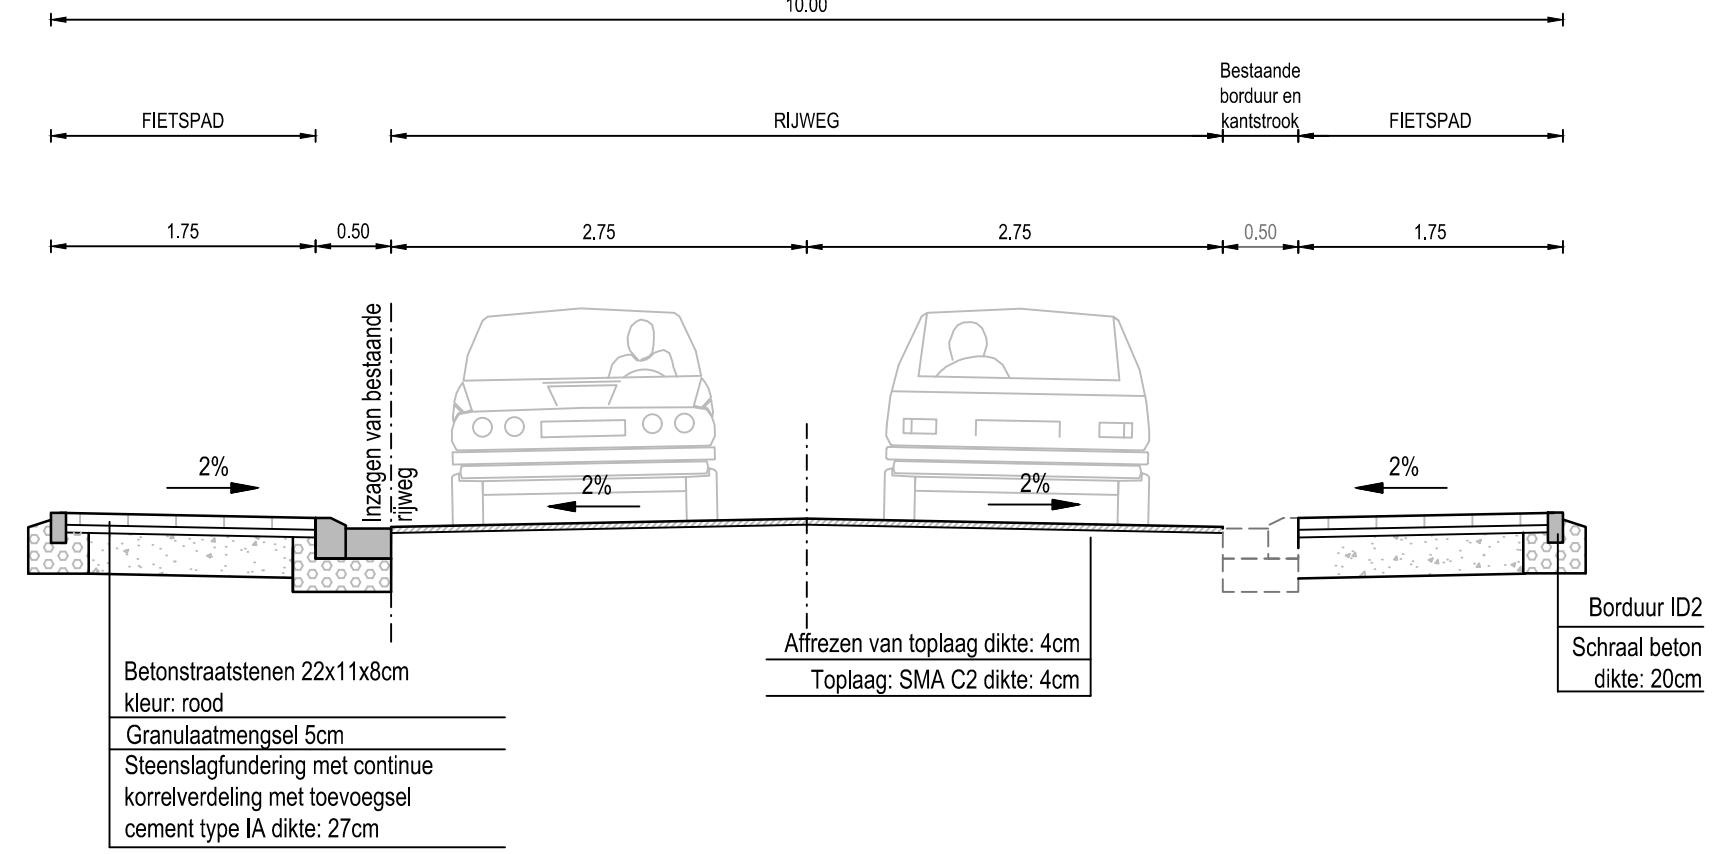 10.00
Bestaande
borduur en
kantstrook
FIETSPAD
RIJWEG
FIETSPAD
1.75
0.50
2.75
2.75
0.50
1.75
Inzagen van bestaande
rijweg
2%
2%
2%
2%
Betonstraatstenen 22x11x8cm
kleur: rood
Granulaatmengsel 5cm
Steenslagfundering met continue
korrelverdeling met toevoegsel
cement type IA dikte: 27cm
Affrezen van toplaag dikte: 4cm
Toplaag: SMA C2 dikte: 4cm
Borduur ID2
Schraal beton
dikte: 20cm